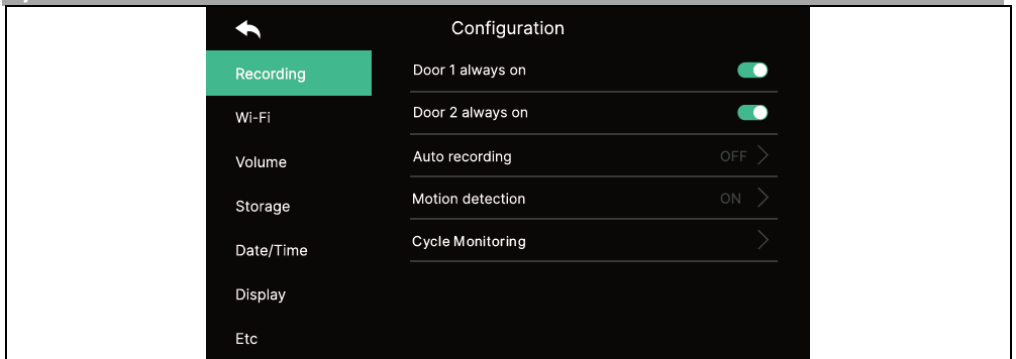 Configuration
Recording
Wi-Fi
Volume
Storage
Date/Time
Display
Etc
Door 1 always on
Door 2 always on
Auto recording OFF
Motion detection ON
Cycle Monitoring